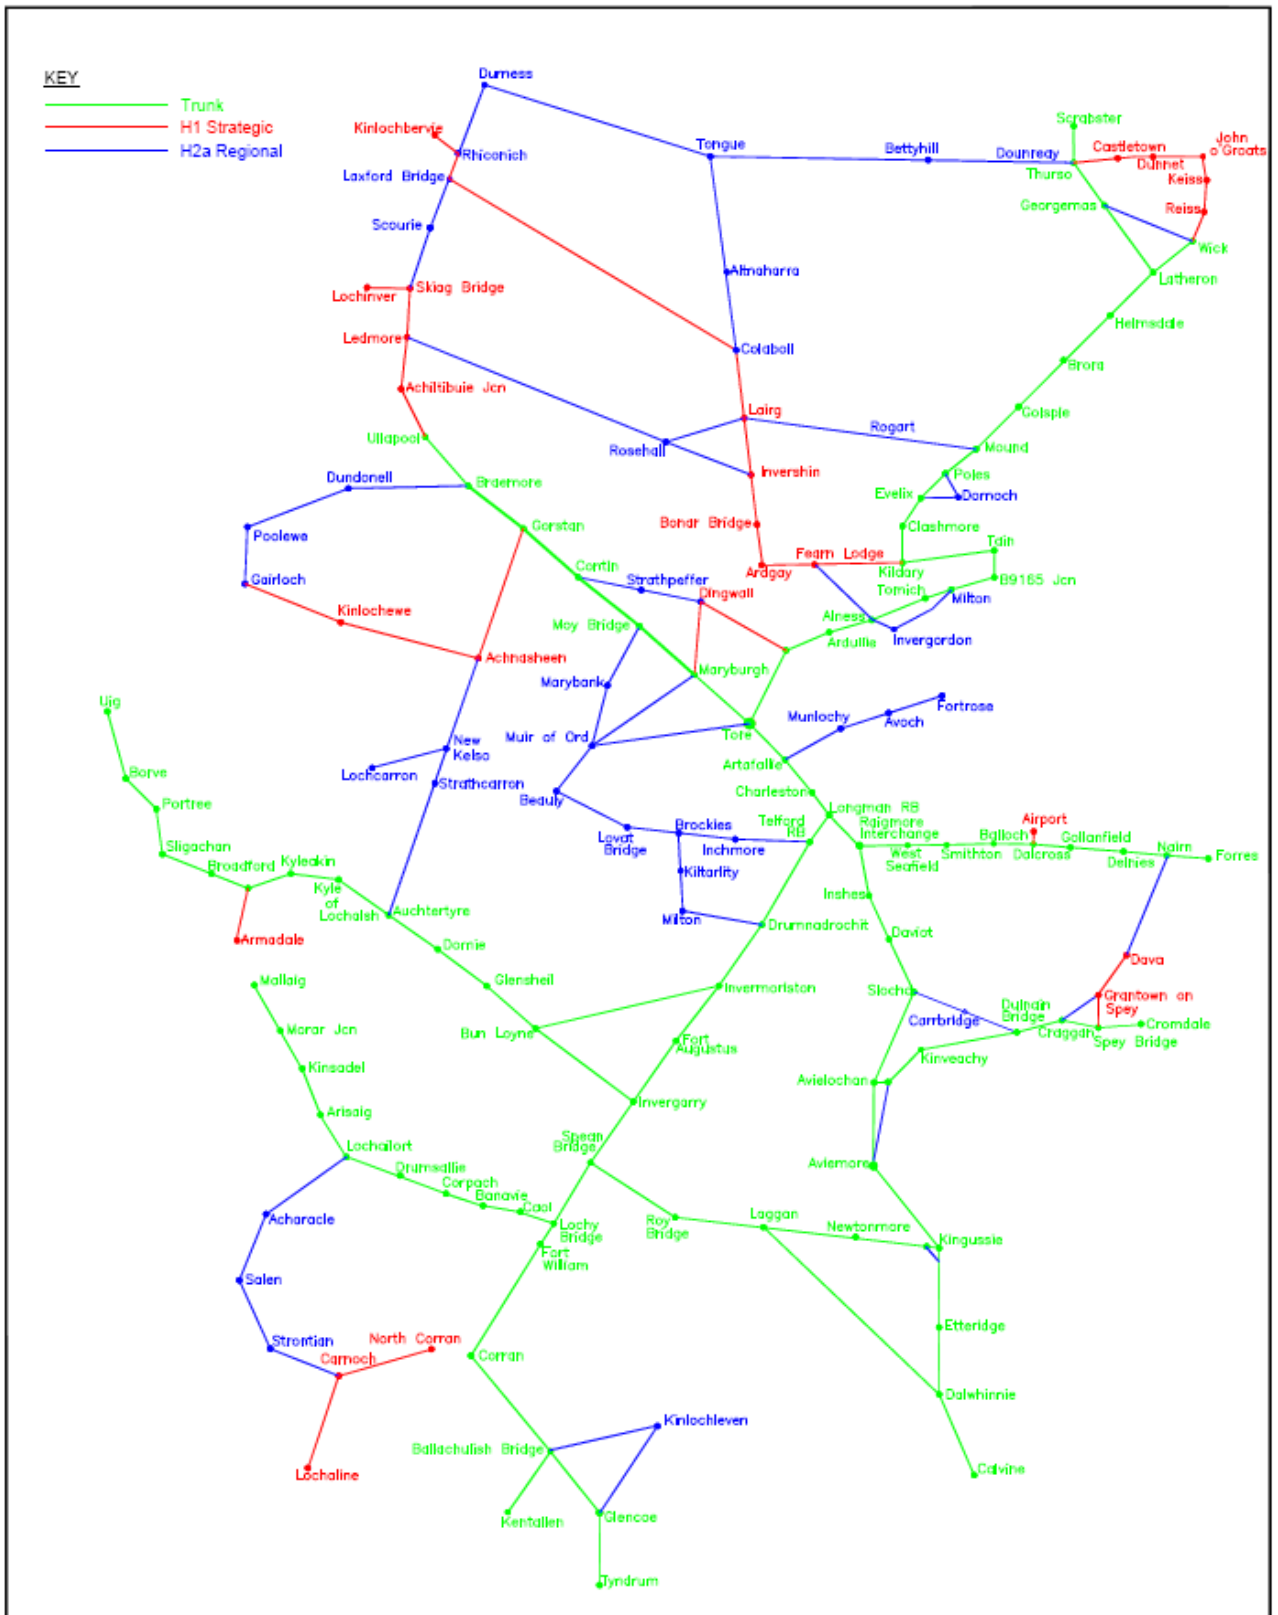 KEY
Trunk
H1 Strategic
H2a Regional
Durness
Kinlochbervie
Rhiconich
Laxford Bridge
Scourie
Lochinver
Skiag Bridge
Ledmore
Achiltibuie Jcn
Ullapool
Tongue
Bettyhill
Dounreay
Scrabster
Thurso
Castletown
Dunnet
John
o'Groats
Keiss
Reiss
Georgemas
Wick
Latheron
Altnaharra
Helmsdale
Colaboll
Brora
Golspie
Lairg
Rogart
Mound
Rosehall
Invershin
Poles
Evelix
Dornoch
Bonar Bridge
Clashmore
Tain
Fearn Lodge
Ardgay
Kildary
B9165 Jcn
Dundonell
Braemore
Poolewe
Gorstan
Gairloch
Contin
Strathpeffer
Dingwall
Tomich
Milton
Kinlochewe
Alness
Invergordon
Moy Bridge
Ardullie
Achnasheen
Maryburgh
Marybank
Uig
Fortrose
Avoch
Munlochy
Muir of Ord
Tore
New
Kelso
Lochcarron
Artafallie
Strathcarron
Borve
Charleston
Beauly
Portree
Longman RB
Telford
RB
Raigmore
Interchange
Airport
Lovat
Bridge
Brockies
Inchmore
Balloch
Gollanfield
Nairn
Sligachan
West
Seafield
Smithton
Dalcross
Delnies
Forres
Broadford
Kyleakin
Kiltarlity
Kyle
of
Lochalsh
Inshes
Auchtertyre
Milton
Drumnadrochit
Armadale
Dornie
Daviot
Dava
Mallaig
Glensheil
Invermoriston
Slochd
Grantown on
Spey
Dulnain
Bridge
Carrbridge
Cromdale
Craggan
Spey Bridge
Morar Jcn
Bun Loyne
Fort
Augustus
Kinveachy
Kinsadel
Avielochan
Arisaig
Invergarry
Lochailort
Spean
Bridge
Aviemore
Drumsallie
Corpach
Banavie
Caol
Acharacle
Roy
Bridge
Laggan
Newtonmore
Lochy
Bridge
Kingussie
Fort
William
Salen
Etteridge
Strontian
North Corran
Carnoch
Corran
Dalwhinnie
Kinlochleven
Ballachulish Bridge
Lochaline
Calvine
Kentallen
Glencoe
Tyndrum